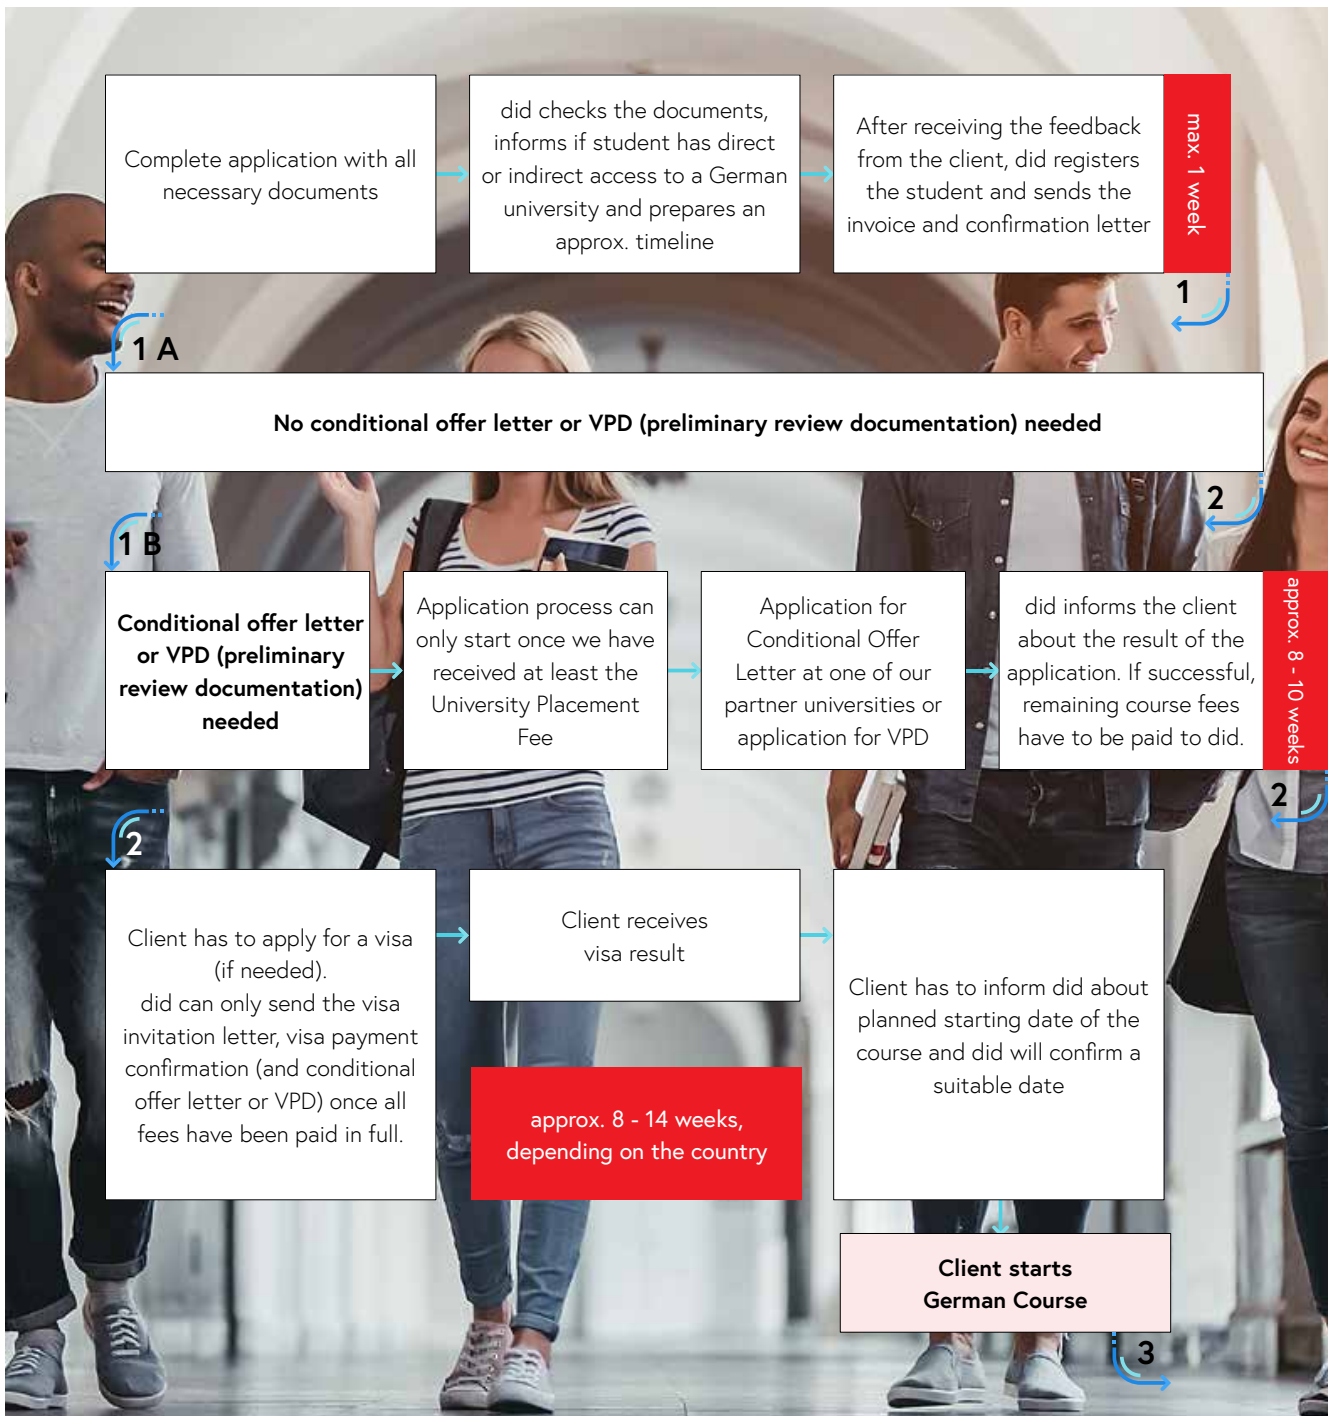 Complete application with all
necessary documents
did checks the documents,
informs if student has direct
or indirect access to a German
university and prepares an
approx. timeline
After receiving the feedback
from the client, did registers
the student and sends the
invoice and confirmation letter
max. 1 week
1
1 A
No conditional offer letter or VPD (preliminary review documentation) needed
2
1 B
Conditional offer letter
or VPD (preliminary
review documentation)
needed
Application process can
only start once we have
received at least the
University Placement
Fee
Application for
Conditional Offer
Letter at one of our
partner universities or
application for VPD
did informs the client
about the result of the
application. If successful,
remaining course fees
have to be paid to did.
approx. 8 - 10 weeks
2
2
Client has to apply for a visa
(if needed).
did can only send the visa
invitation letter, visa payment
confirmation (and conditional
offer letter or VPD) once all
fees have been paid in full.
Client receives
visa result
approx. 8 - 14 weeks,
depending on the country
Client has to inform did about
planned starting date of the
course and did will confirm a
suitable date
Client starts
German Course
3